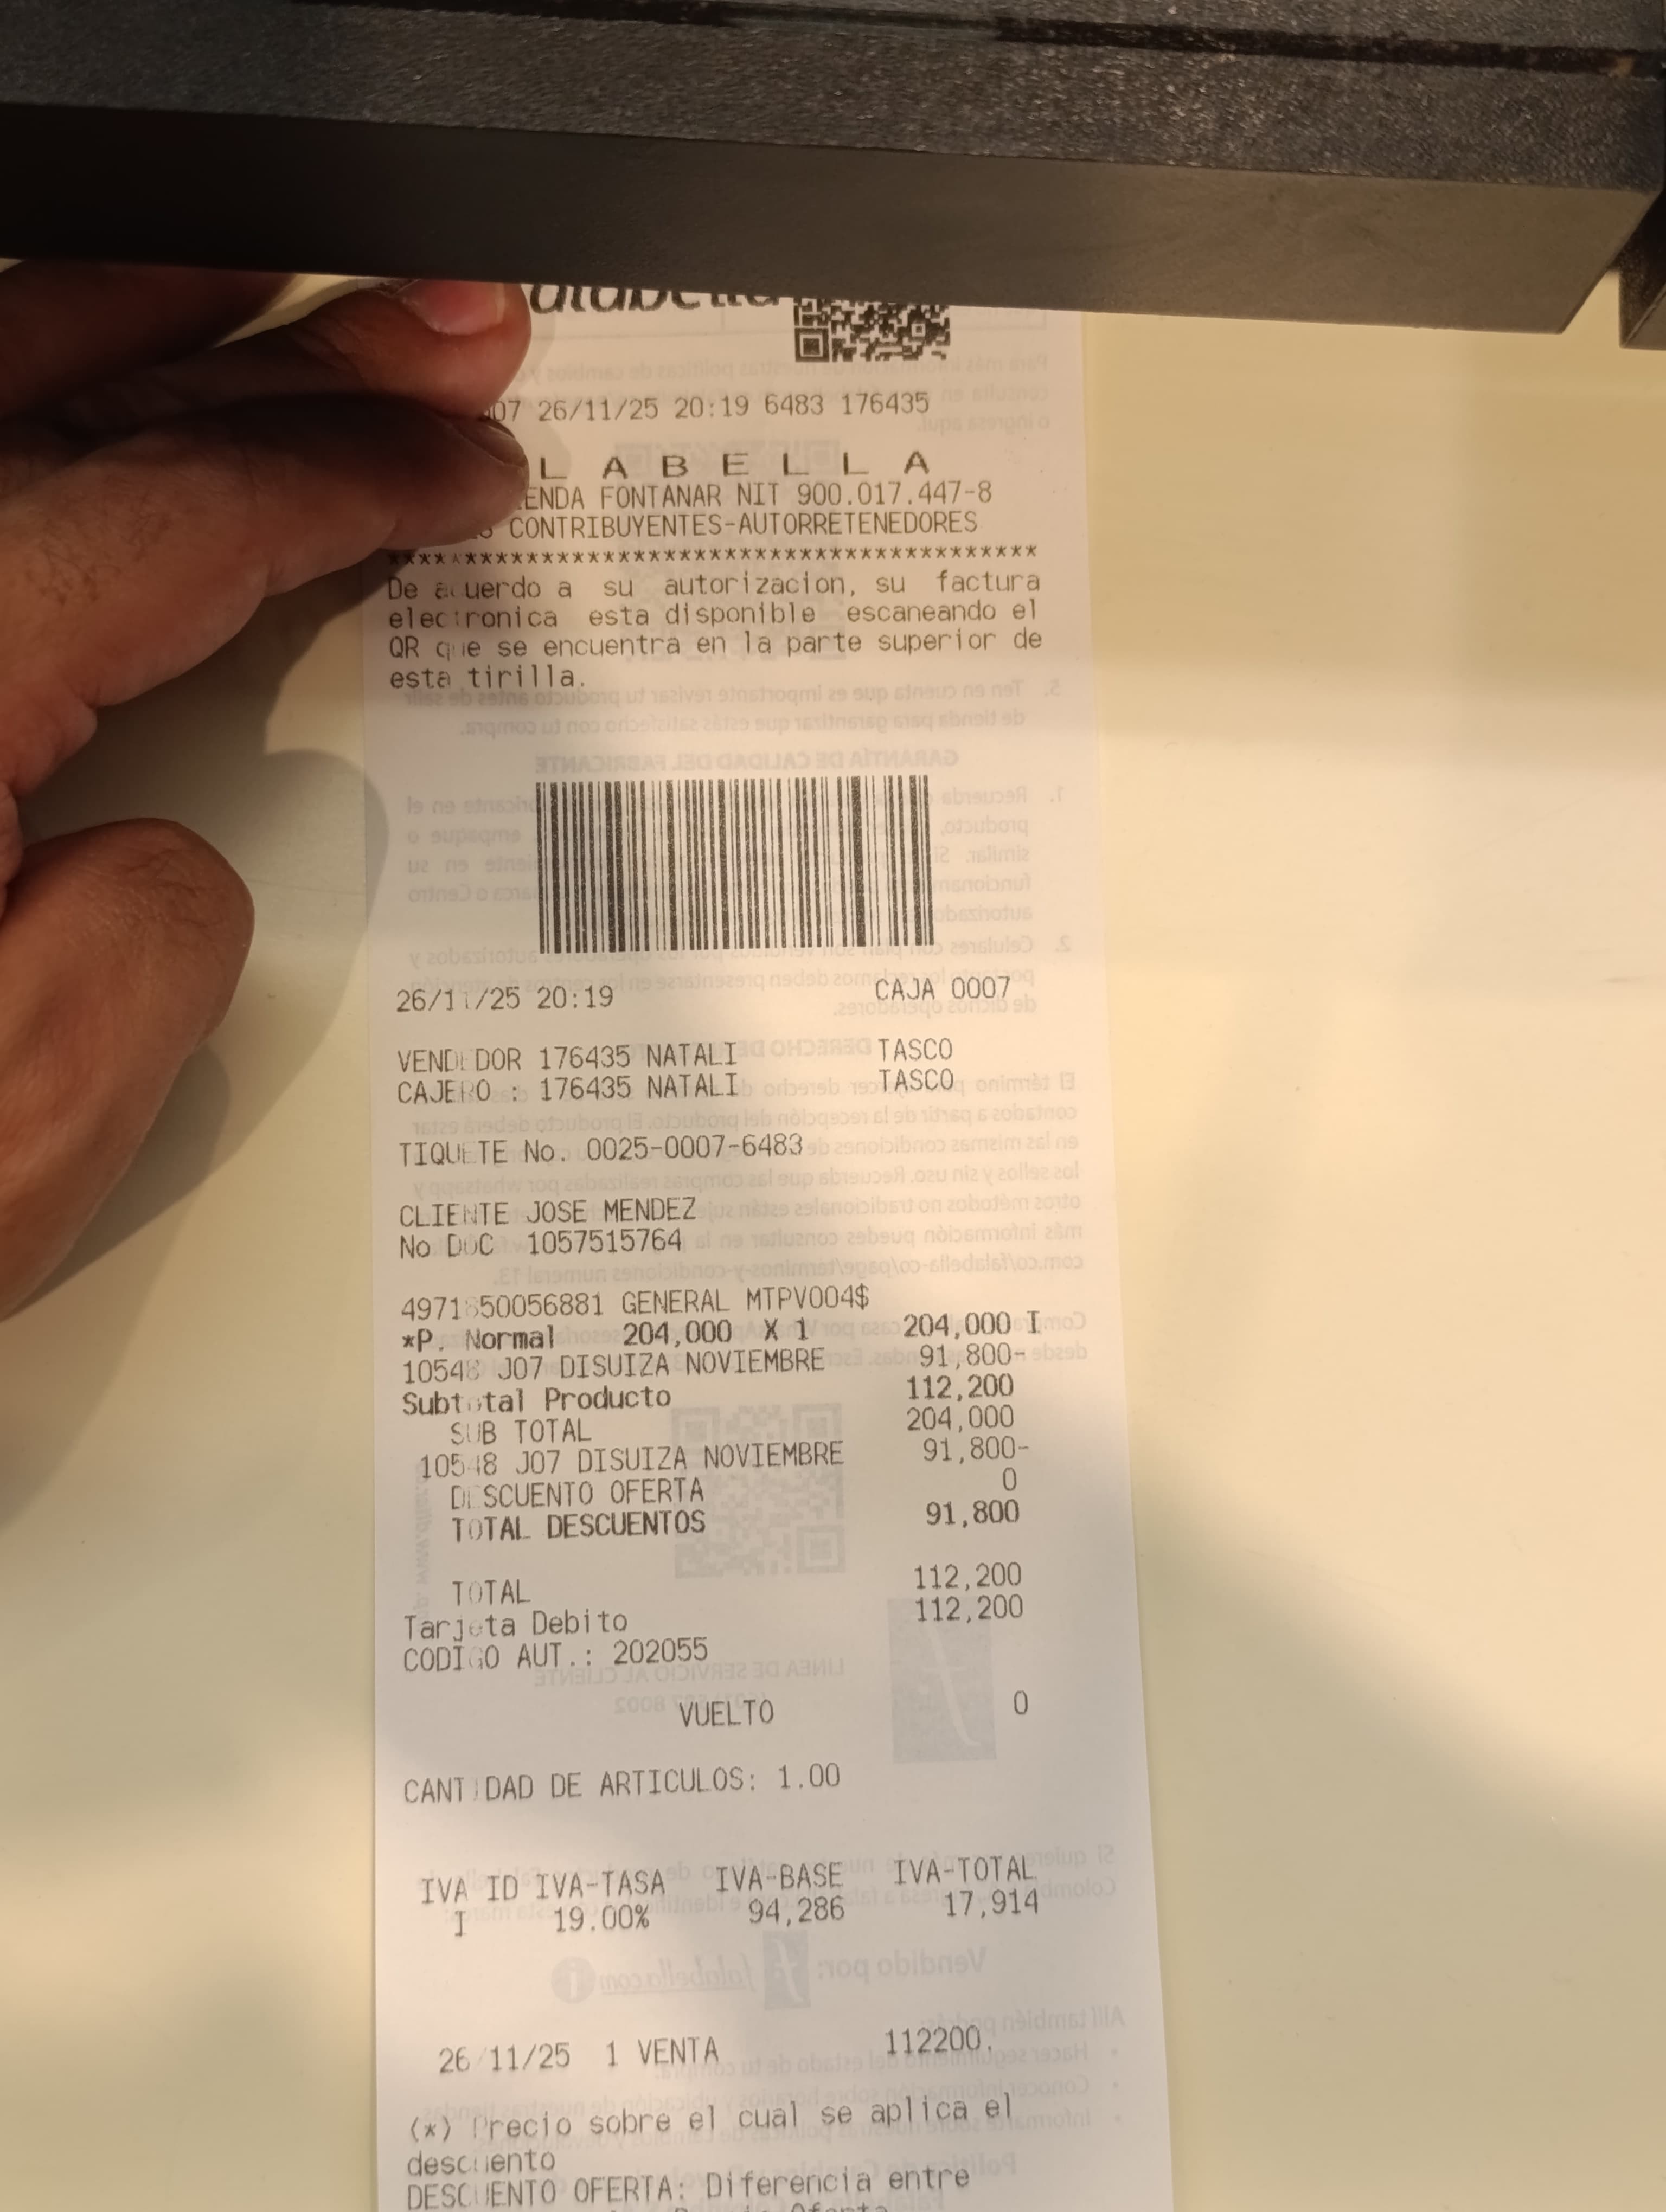 07 26/11/25 20:19 6483 176435
L A B E L L A
ENDA FONTANAR NIT 900.017.447-8
CONTRIBUYENTES-AUTORRETENEDORES
*****************************************
De acuerdo a su autorizacion, su factura
electronica esta disponible escaneando el
QR que se encuentra en la parte superior de
esta tirilla.
26/11/25 20:19 CAJA 0007
VENDEDOR 176435 NATALI TASCO
CAJERO : 176435 NATALI TASCO
TIQUETE No. 0025-0007-6483
CLIENTE JOSE MENDEZ
No DOC 1057515764
4971850056881 GENERAL MTPV004$
*P. Normal 204,000 X 1 204,000 I
10548 J07 DISUIZA NOVIEMBRE 91,800-
Subtotal Producto 112,200
SUB TOTAL 204,000
10548 J07 DISUIZA NOVIEMBRE 91,800-
DESCUENTO OFERTA 0
TOTAL DESCUENTOS 91,800
TOTAL 112,200
Tarjeta Debito 112,200
CODIGO AUT.: 202055
VUELTO 0
CANTIDAD DE ARTICULOS: 1.00
IVA ID IVA-TASA IVA-BASE IVA-TOTAL
I 19.00% 94,286 17,914
26/11/25 1 VENTA 112200.
(*) Precio sobre el cual se aplica el
descuento
DESCUENTO OFERTA: Diferencia entre